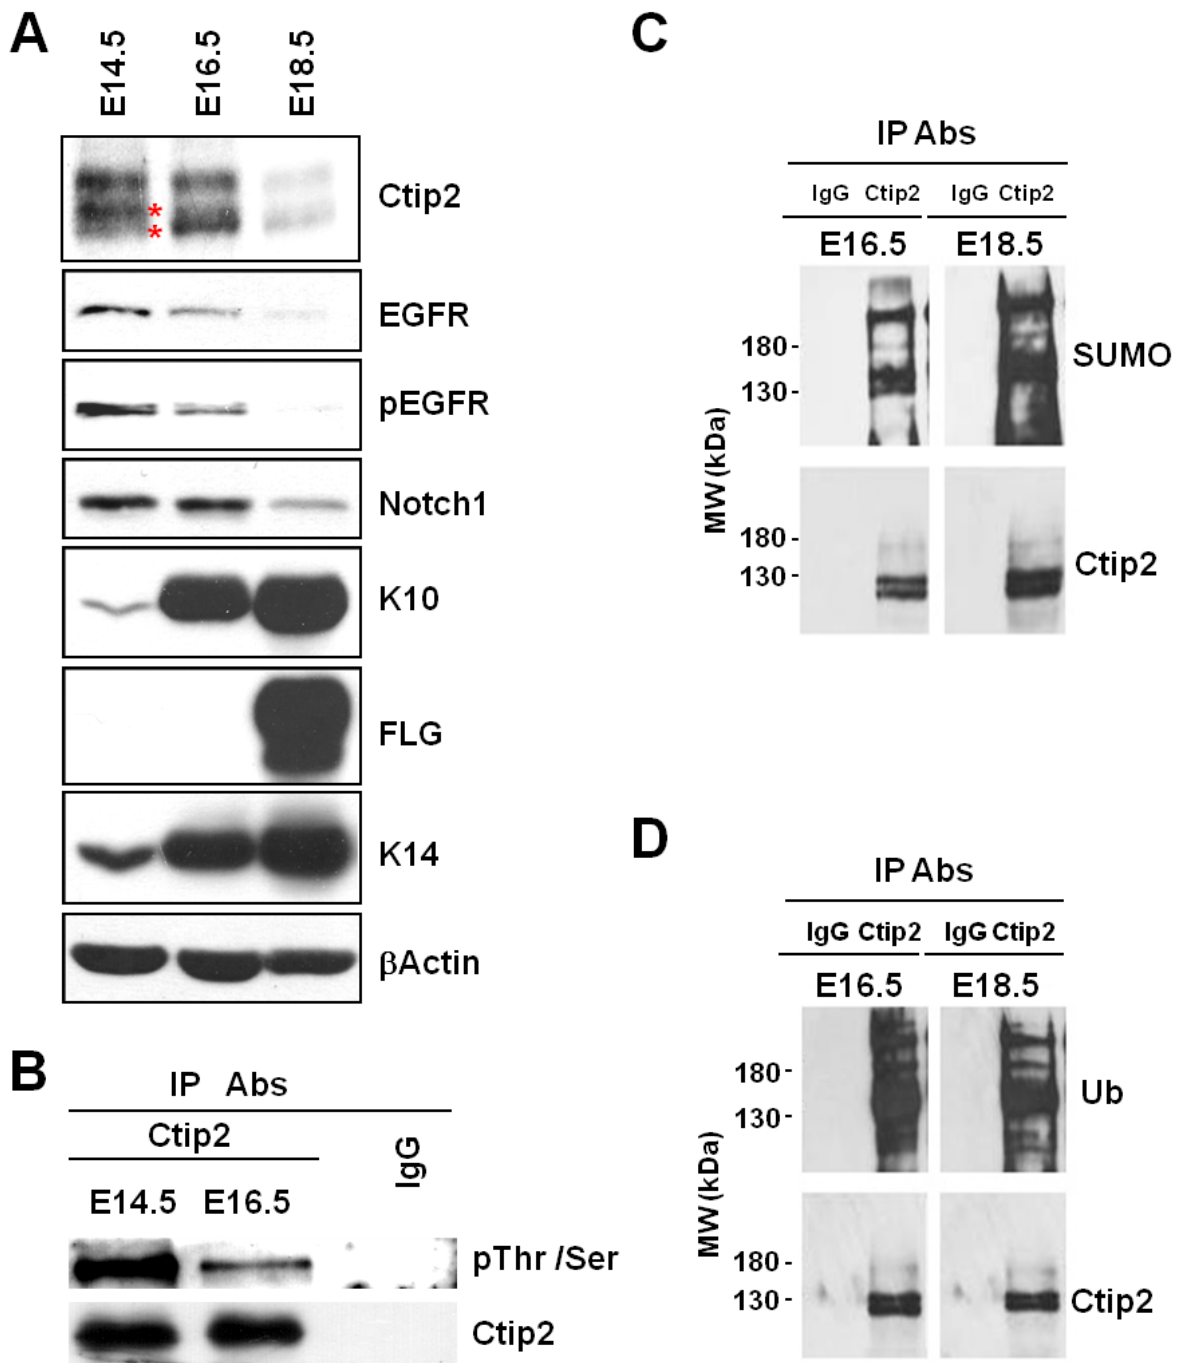 A
E14.5 E16.5 E18.5
Ctip2
*
*
EGFR
pEGFR
Notch1
K10
FLG
K14
βActin
B
IP Abs
Ctip2 IgG
E14.5 E16.5
pThr /Ser
Ctip2
C
IP Abs
IgG Ctip2 IgG Ctip2
E16.5 E18.5
180-
130-
SUMO
MW (kDa)
180-
130-
Ctip2
D
IP Abs
IgG Ctip2 IgG Ctip2
E16.5 E18.5
180-
130-
Ub
MW (kDa)
180-
130-
Ctip2